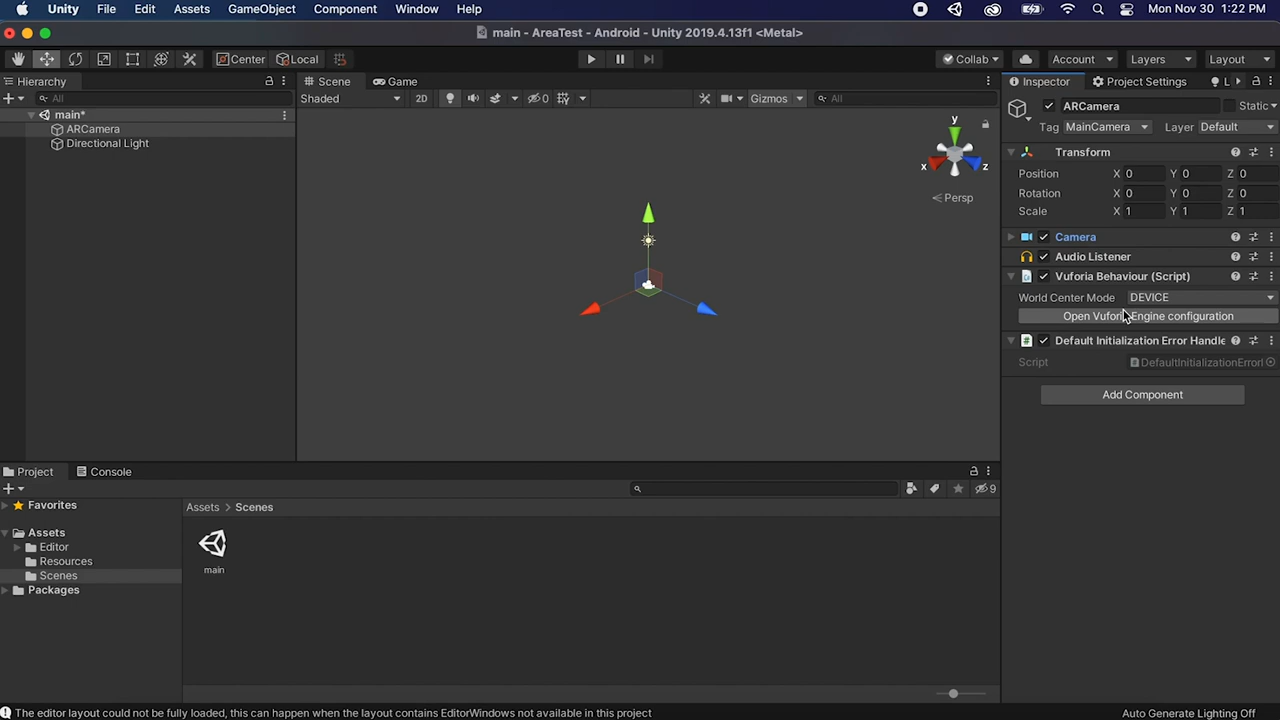 Unity File Edit Assets GameObject Component Window Help Mon Nov 30 1:22 PM
main - AreaTest - Android - Unity 2019.4.13f1 <Metal>
Center Local Collab Account Layers Layout
Hierarchy Scene Game Inspector Project Settings L
All Shaded 2D 0 Gizmos All ARCamera Static
main*
ARCamera
Directional Light
Tag MainCamera Layer Default
y
x z
Persp
Transform
Position X 0 Y 0 Z 0
Rotation X 0 Y 0 Z 0
Scale X 1 Y 1 Z 1
Camera
Audio Listener
Vuforia Behaviour (Script)
World Center Mode DEVICE
Open Vuforia Engine configuration
Default Initialization Error Handle
Script DefaultInitializationErrorI
Add Component
Project Console
9
Favorites
Assets
Editor
Resources
Scenes
Packages
Assets > Scenes
main
The editor layout could not be fully loaded, this can happen when the layout contains EditorWindows not available in this project
Auto Generate Lighting Off